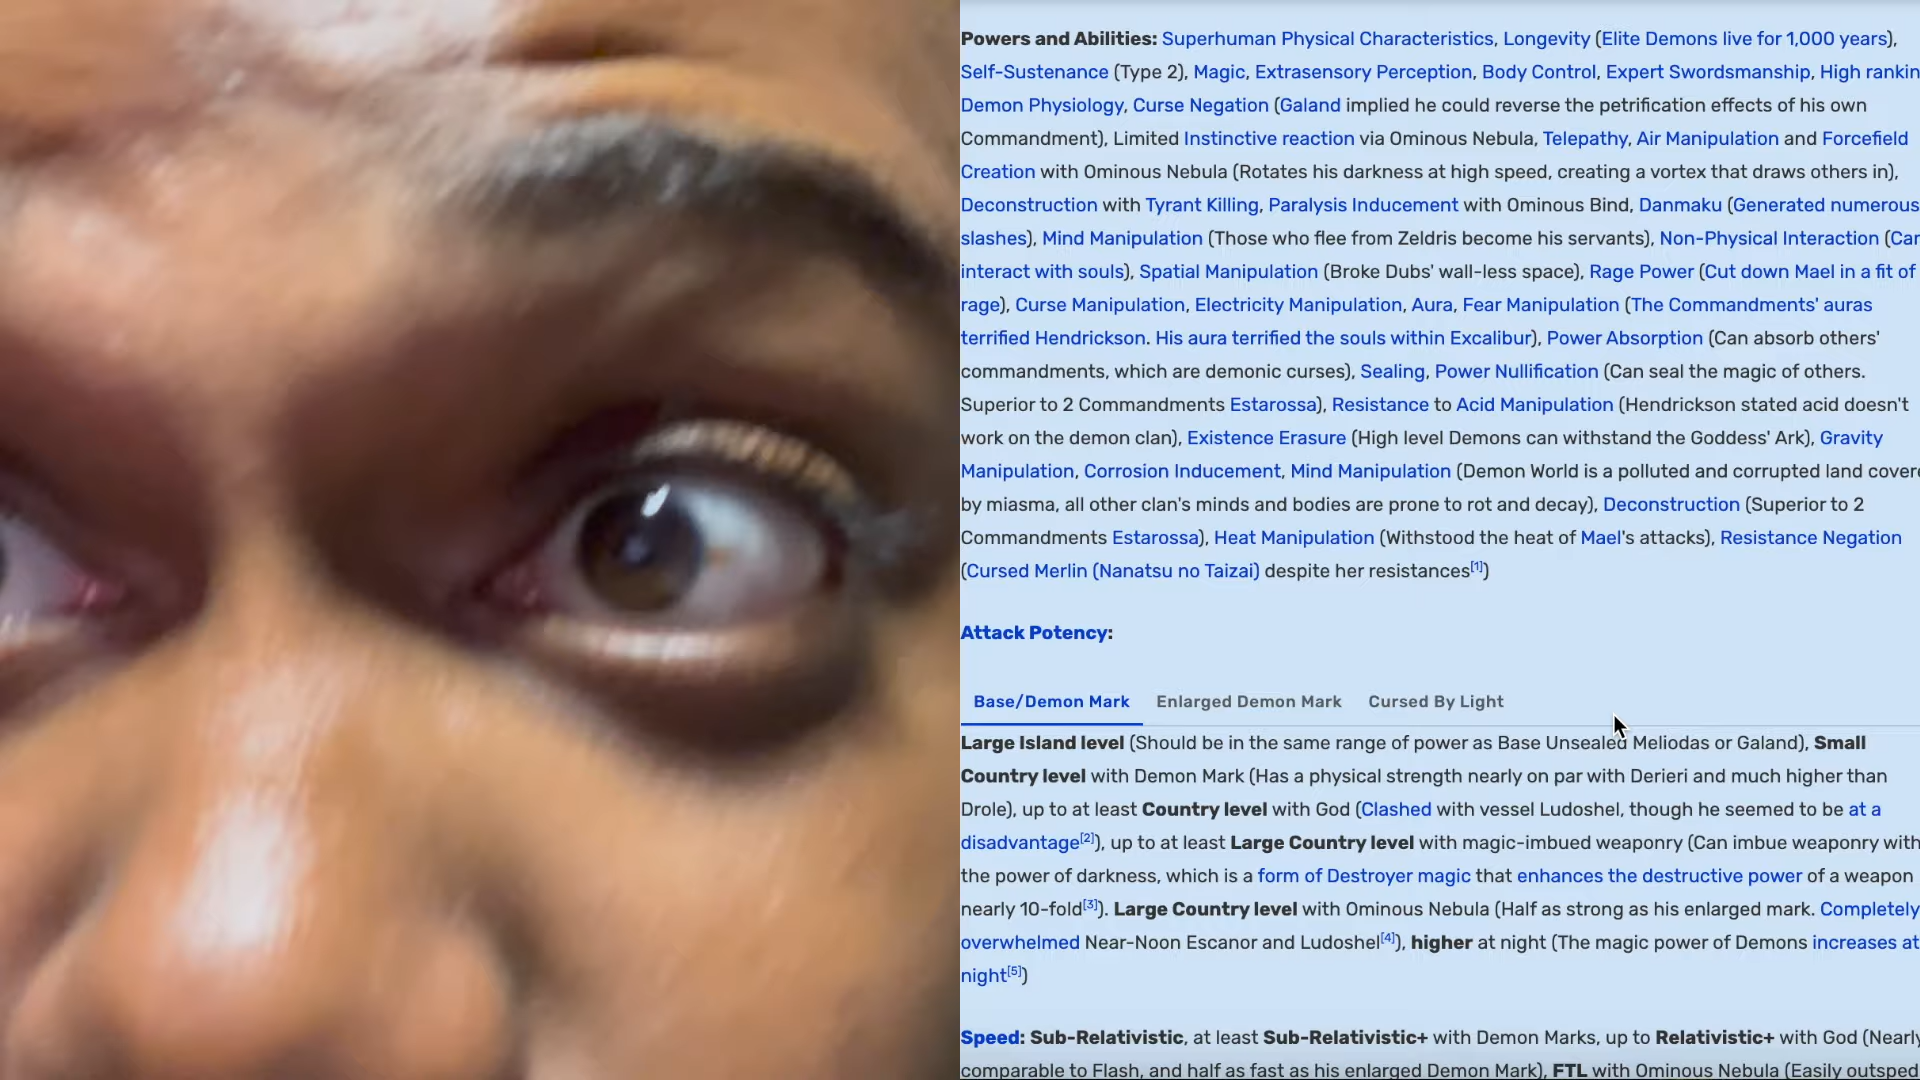 Powers and Abilities: Superhuman Physical Characteristics, Longevity (Elite Demons live for 1,000 years),
Self-Sustenance (Type 2), Magic, Extrasensory Perception, Body Control, Expert Swordsmanship, High rankin
Demon Physiology, Curse Negation (Galand implied he could reverse the petrification effects of his own
Commandment), Limited Instinctive reaction via Ominous Nebula, Telepathy, Air Manipulation and Forcefield
Creation with Ominous Nebula (Rotates his darkness at high speed, creating a vortex that draws others in),
Deconstruction with Tyrant Killing, Paralysis Inducement with Ominous Bind, Danmaku (Generated numerous
slashes), Mind Manipulation (Those who flee from Zeldris become his servants), Non-Physical Interaction (Can
interact with souls), Spatial Manipulation (Broke Dubs' wall-less space), Rage Power (Cut down Mael in a fit of
rage), Curse Manipulation, Electricity Manipulation, Aura, Fear Manipulation (The Commandments' auras
terrified Hendrickson. His aura terrified the souls within Excalibur), Power Absorption (Can absorb others'
commandments, which are demonic curses), Sealing, Power Nullification (Can seal the magic of others.
Superior to 2 Commandments Estarossa), Resistance to Acid Manipulation (Hendrickson stated acid doesn't
work on the demon clan), Existence Erasure (High level Demons can withstand the Goddess' Ark), Gravity
Manipulation, Corrosion Inducement, Mind Manipulation (Demon World is a polluted and corrupted land covere
by miasma, all other clan's minds and bodies are prone to rot and decay), Deconstruction (Superior to 2
Commandments Estarossa), Heat Manipulation (Withstood the heat of Mael's attacks), Resistance Negation
(Cursed Merlin (Nanatsu no Taizai) despite her resistances[1])
Attack Potency:
Base/Demon Mark Enlarged Demon Mark Cursed By Light
Large Island level (Should be in the same range of power as Base Unsealed Meliodas or Galand), Small
Country level with Demon Mark (Has a physical strength nearly on par with Derieri and much higher than
Drole), up to at least Country level with God (Clashed with vessel Ludoshel, though he seemed to be at a
disadvantage[2]), up to at least Large Country level with magic-imbued weaponry (Can imbue weaponry with
the power of darkness, which is a form of Destroyer magic that enhances the destructive power of a weapon
nearly 10-fold[3]). Large Country level with Ominous Nebula (Half as strong as his enlarged mark. Completely
overwhelmed Near-Noon Escanor and Ludoshel[4]), higher at night (The magic power of Demons increases at
night[5])
Speed: Sub-Relativistic, at least Sub-Relativistic+ with Demon Marks, up to Relativistic+ with God (Nearly
comparable to Flash, and half as fast as his enlarged Demon Mark), FTL with Ominous Nebula (Easily outsped